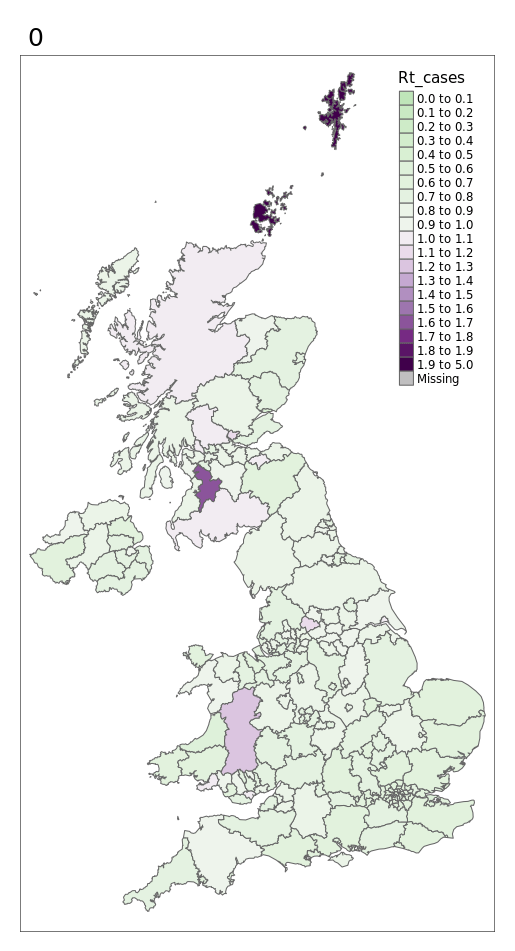 0
Rt_cases
0.0 to 0.1
0.1 to 0.2
0.2 to 0.3
0.3 to 0.4
0.4 to 0.5
0.5 to 0.6
0.6 to 0.7
0.7 to 0.8
0.8 to 0.9
0.9 to 1.0
1.0 to 1.1
1.1 to 1.2
1.2 to 1.3
1.3 to 1.4
1.4 to 1.5
1.5 to 1.6
1.6 to 1.7
1.7 to 1.8
1.8 to 1.9
1.9 to 5.0
Missing